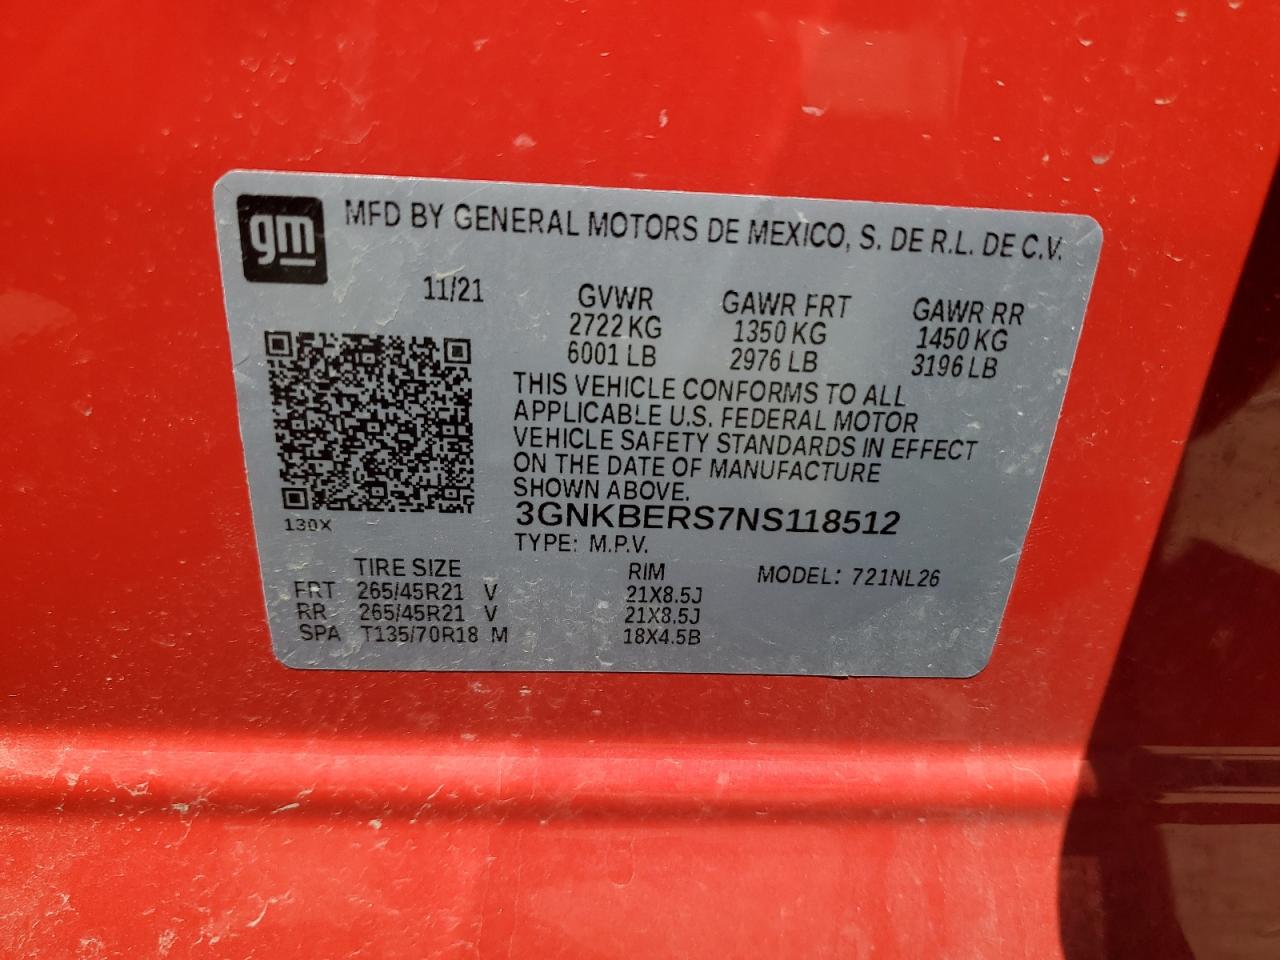 gm
MFD BY GENERAL MOTORS DE MEXICO, S. DE R.L. DE C.V.
11/21 GVWR GAWR FRT GAWR RR
2722 KG 1350 KG 1450 KG
6001 LB 2976 LB 3196 LB
THIS VEHICLE CONFORMS TO ALL
APPLICABLE U.S. FEDERAL MOTOR
VEHICLE SAFETY STANDARDS IN EFFECT
ON THE DATE OF MANUFACTURE
SHOWN ABOVE.
130X
3GNKBERS7NS118512
TYPE: M.P.V.
TIRE SIZE RIM MODEL: 721NL26
FRT 265/45R21 V 21X8.5J
RR 265/45R21 V 21X8.5J
SPA T135/70R18 M 18X4.5B